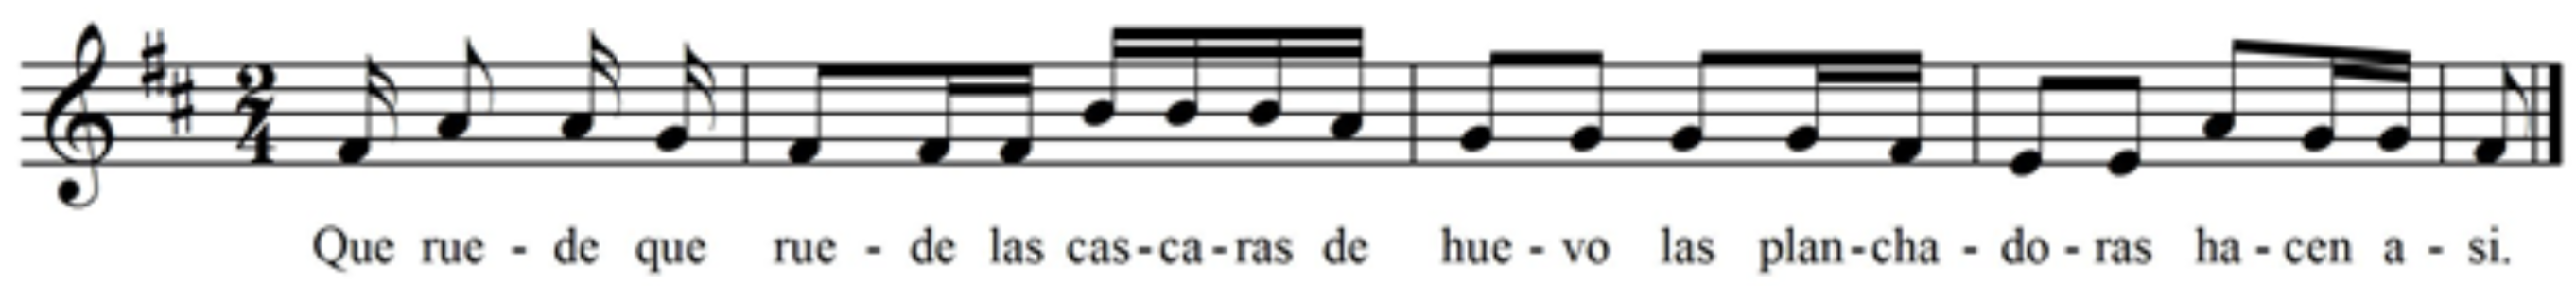 2
4
Que rue - de que rue - de las cas - ca - ras de hue - vo las plan - cha - do - ras ha - cen a - si.